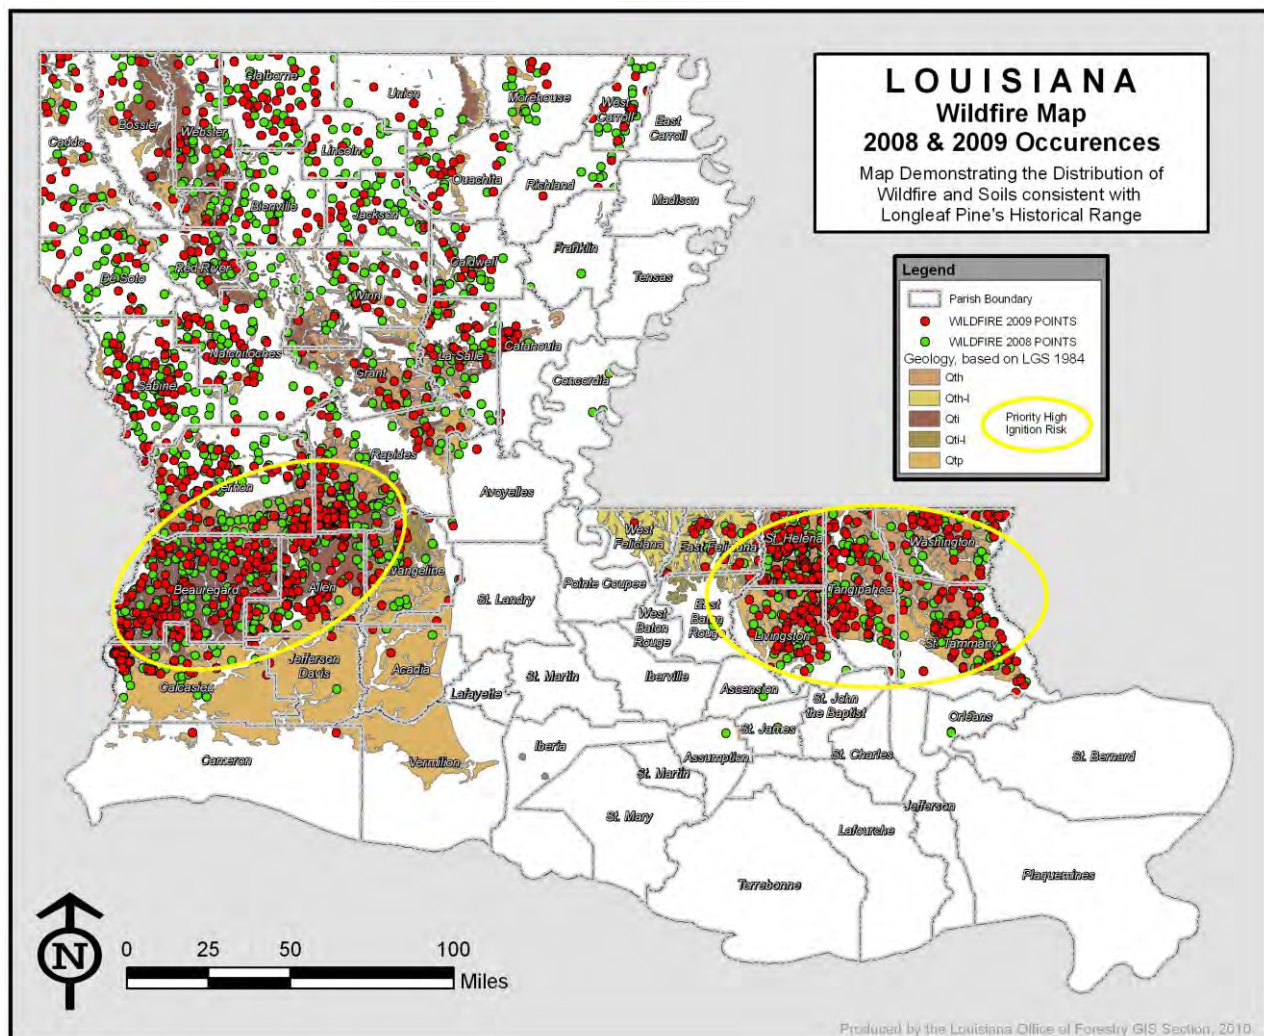 LOUISIANA
Wildfire Map
2008 & 2009 Occurences
Map Demonstrating the Distribution of
Wildfire and Soils consistent with
Longleaf Pine's Historical Range
Legend
Parish Boundary
WILDFIRE 2009 POINTS
WILDFIRE 2008 POINTS
Geology, based on LGS 1984
Qth
Qth-l
Qti
Qti-l
Qtp
Priority High
Ignition Risk
Claiborne
Union
Morehouse
West
Carroll
East
Carroll
Bossier
Webster
Caddo
Lincoln
Ouachita
Richland
Madison
Bienville
Jackson
Franklin
Tensas
De Soto
Red River
Caldwell
Winn
Natchitoches
La Salle
Catahoula
Sabine
Grant
Concordia
Rapides
Vernon
Avoyelles
West
Feliciana
East Feliciana
St. Helena
Washington
Beauregard
Allen
Evangeline
St. Landry
Pointe Coupee
Tangipahoa
West
Baton
Rouge
East
Baton
Rouge
Livingston
St. Tammany
Calcasieu
Jefferson
Davis
Acadia
Lafayette
St. Martin
Iberville
Ascension
St. John
the Baptist
St. James
Orleans
Cameron
Vermilion
Iberia
Assumption
St. Charles
St. Bernard
St. Martin
St. Mary
Jefferson
Lafourche
Terrebonne
Plaquemines
N
0 25 50 100
Miles
Produced by the Louisiana Office of Forestry GIS Section, 2010